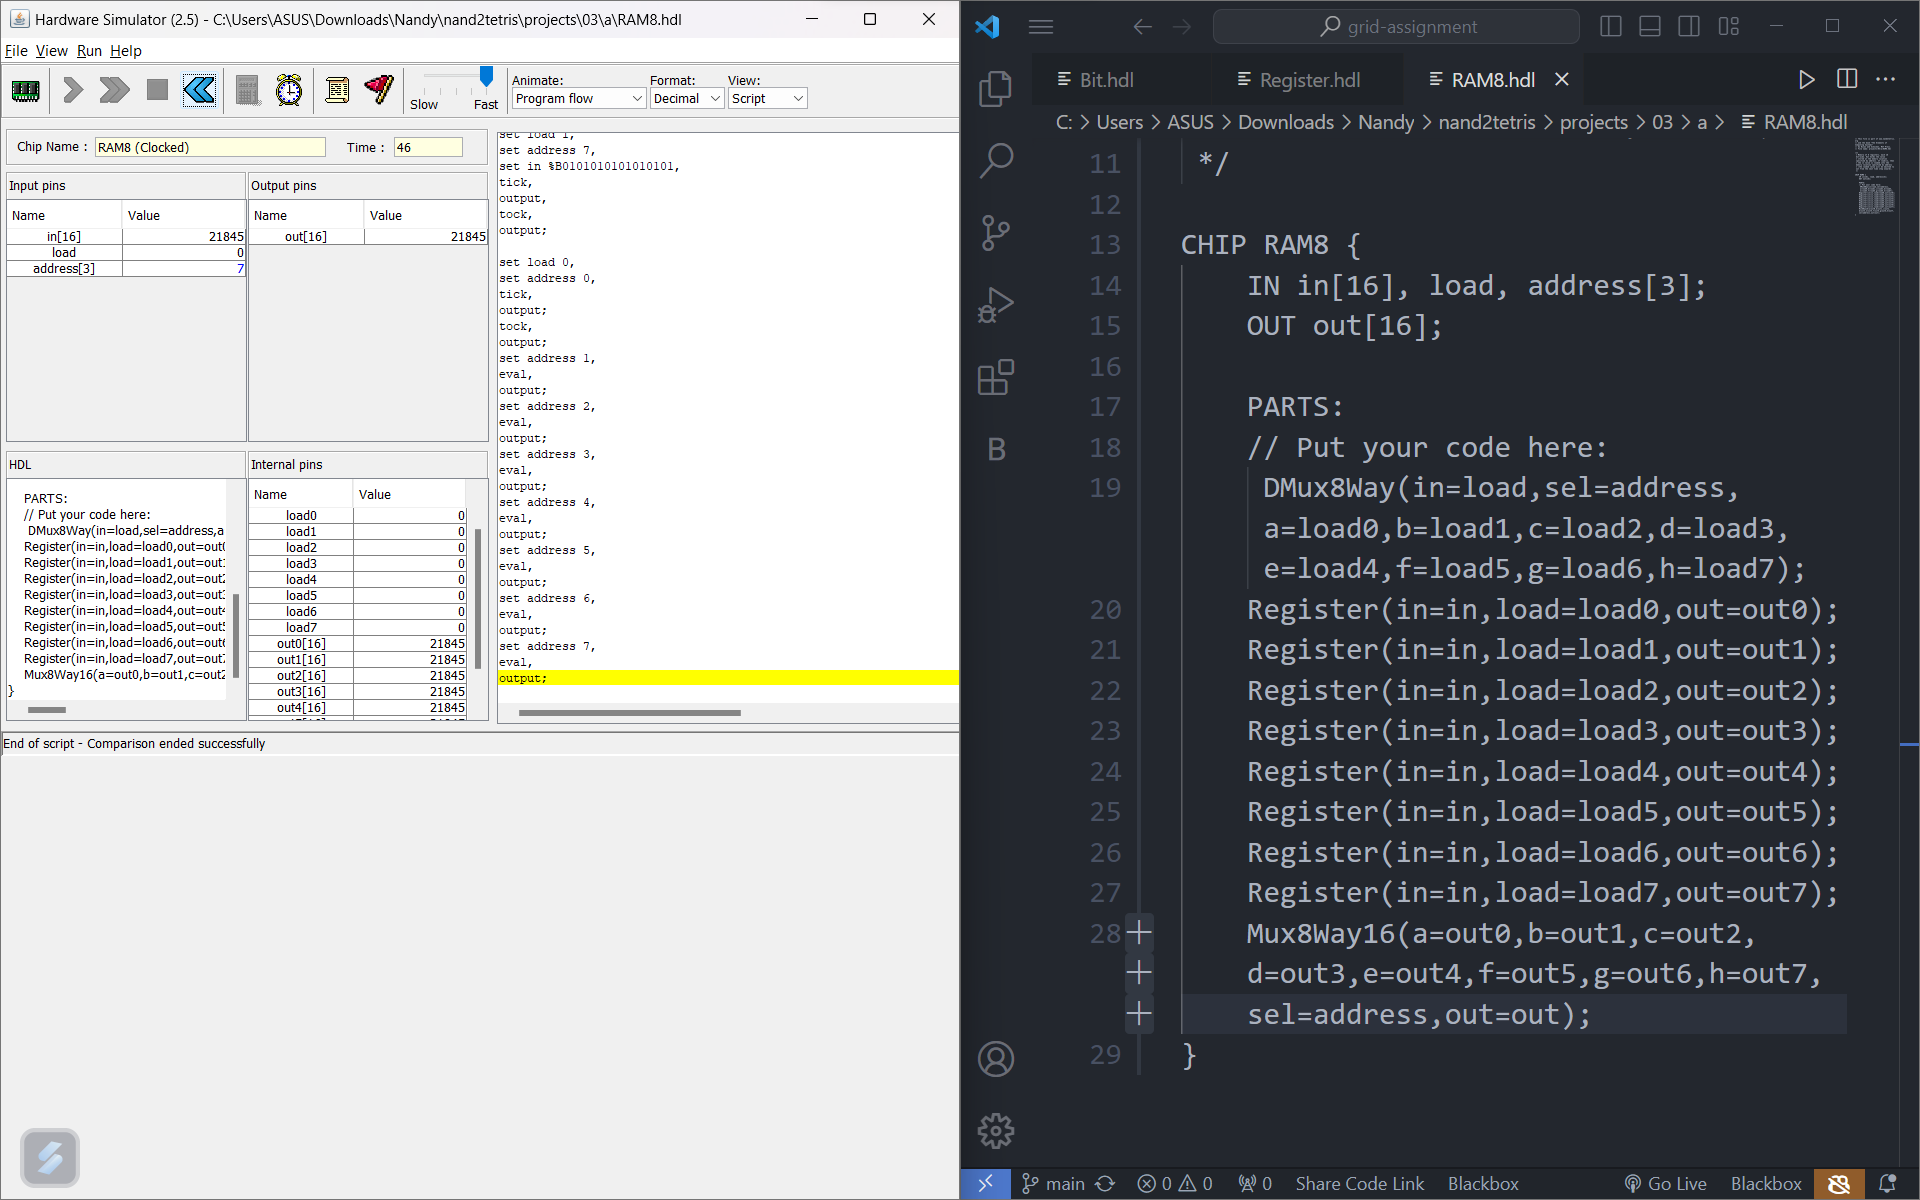 Hardware Simulator (2.5) - C:\Users\ASUS\Downloads\Nandy\nand2tetris\projects\03\a\RAM8.hdl
File View Run Help
Slow Fast
Animate:
Program flow
Format:
Decimal
View:
Script
Chip Name : RAM8 (Clocked) Time : 46
Input pins
Name Value
in[16] 21845
load 0
address[3] 7
Output pins
Name Value
out[16] 21845
HDL
PARTS:
// Put your code here:
DMux8Way(in=load,sel=address,a
Register(in=in,load=load0,out=out0
Register(in=in,load=load1,out=out1
Register(in=in,load=load2,out=out2
Register(in=in,load=load3,out=out3
Register(in=in,load=load4,out=out4
Register(in=in,load=load5,out=out5
Register(in=in,load=load6,out=out6
Register(in=in,load=load7,out=out7
Mux8Way16(a=out0,b=out1,c=out2
}
Internal pins
Name Value
load0 0
load1 0
load2 0
load3 0
load4 0
load5 0
load6 0
load7 0
out0[16] 21845
out1[16] 21845
out2[16] 21845
out3[16] 21845
out4[16] 21845
set load 1,
set address 7,
set in %B0101010101010101,
tick,
output,
tock,
output;
set load 0,
set address 0,
tick,
output;
tock,
output;
set address 1,
eval,
output;
set address 2,
eval,
output;
set address 3,
eval,
output;
set address 4,
eval,
output;
set address 5,
eval,
output;
set address 6,
eval,
output;
set address 7,
eval,
output;
End of script - Comparison ended successfully
grid-assignment
Bit.hdl
Register.hdl
RAM8.hdl
C: > Users > ASUS > Downloads > Nandy > nand2tetris > projects > 03 > a > RAM8.hdl
11 */
12
13 CHIP RAM8 {
14 IN in[16], load, address[3];
15 OUT out[16];
16
17 PARTS:
18 // Put your code here:
19 DMux8Way(in=load,sel=address,
a=load0,b=load1,c=load2,d=load3,
e=load4,f=load5,g=load6,h=load7);
20 Register(in=in,load=load0,out=out0);
21 Register(in=in,load=load1,out=out1);
22 Register(in=in,load=load2,out=out2);
23 Register(in=in,load=load3,out=out3);
24 Register(in=in,load=load4,out=out4);
25 Register(in=in,load=load5,out=out5);
26 Register(in=in,load=load6,out=out6);
27 Register(in=in,load=load7,out=out7);
28 Mux8Way16(a=out0,b=out1,c=out2,
d=out3,e=out4,f=out5,g=out6,h=out7,
sel=address,out=out);
29 }
B
main 0 0 0 Share Code Link Blackbox Go Live Blackbox